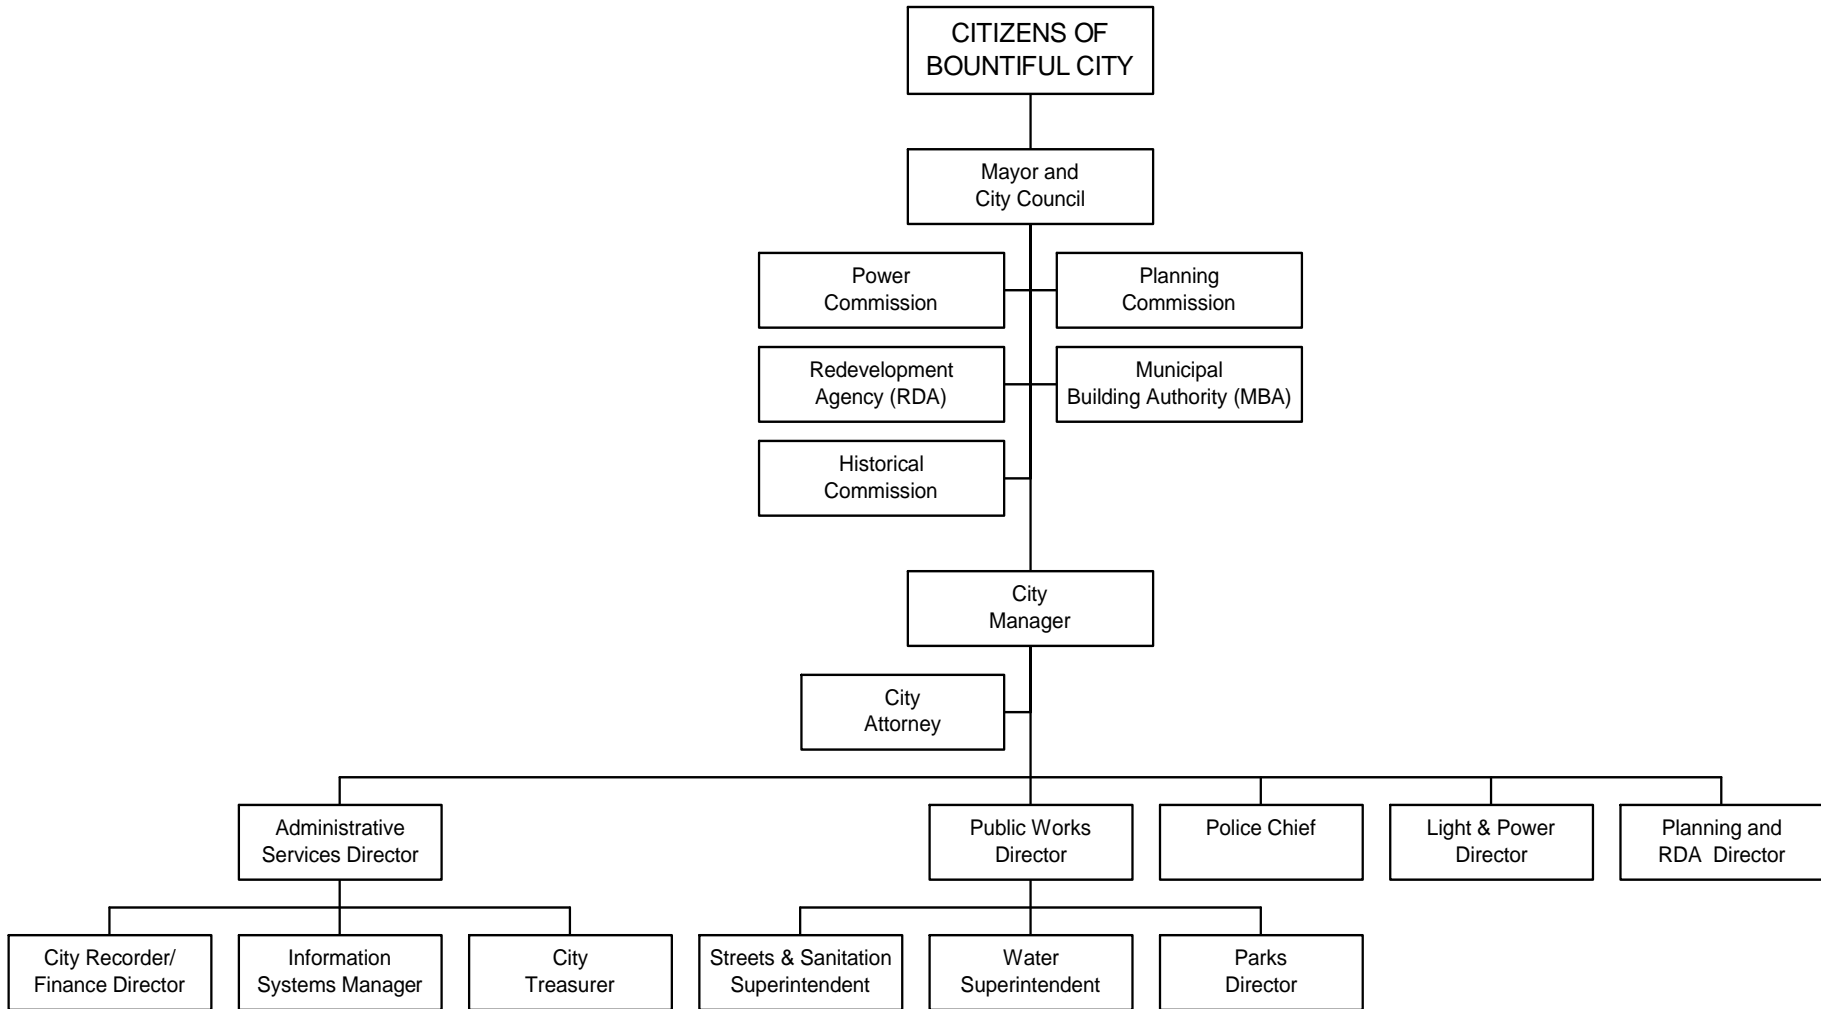 CITIZENS OF
BOUNTIFUL CITY
Mayor and
City Council
Power
Commission
Planning
Commission
Redevelopment
Agency (RDA)
Municipal
Building Authority (MBA)
Historical
Commission
City
Manager
City
Attorney
Administrative
Services Director
Public Works
Director
Police Chief
Light & Power
Director
Planning and
RDA Director
City Recorder/
Finance Director
Information
Systems Manager
City
Treasurer
Streets & Sanitation
Superintendent
Water
Superintendent
Parks
Director